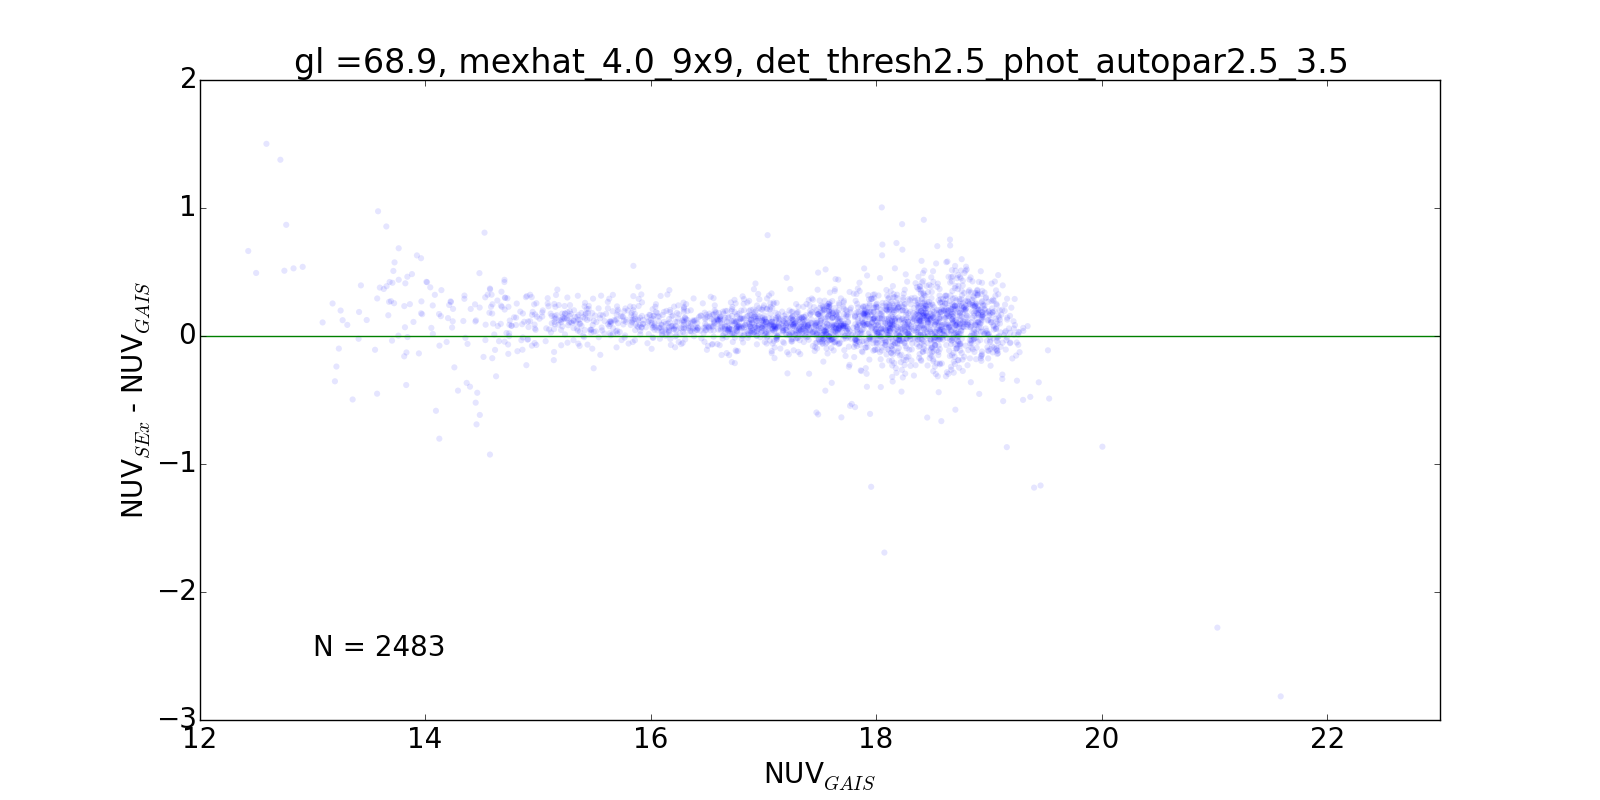 gl =68.9, mexhat_4.0_9x9, det_thresh2.5_phot_autopar2.5_3.5
2
1
0
−1
−2
−3
NUV_SEx - NUV_GAIS
N = 2483
12 14 16 18 20 22
NUV_GAIS